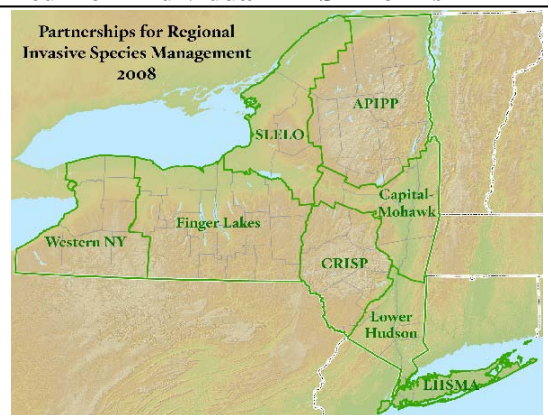 Partnerships for Regional
Invasive Species Management
2008
APIPP
SLELO
Capital-
Mohawk
Finger Lakes
Western NY
CRISP
Lower
Hudson
LIISMA